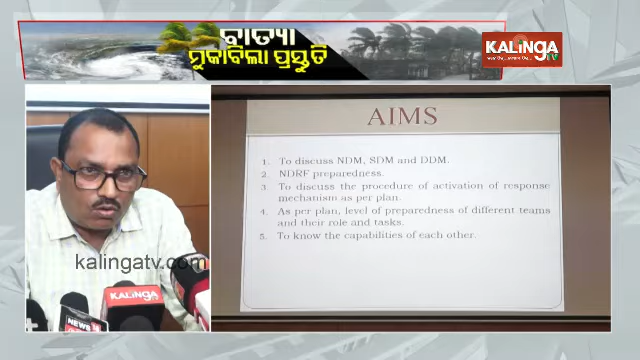 ବାତ୍ୟା
ମୁକାବିଲା ପ୍ରସ୍ତୁତି
KALINGA
TV
AIMS
1. To discuss NDM, SDM and DDM.
2. NDRF preparedness.
3. To discuss the procedure of activation of response
mechanism as per plan.
4. As per plan, level of preparedness of different teams
and their role and tasks.
5. To know the capabilities of each other.
kalingatv.com
KALINGA
NEWS